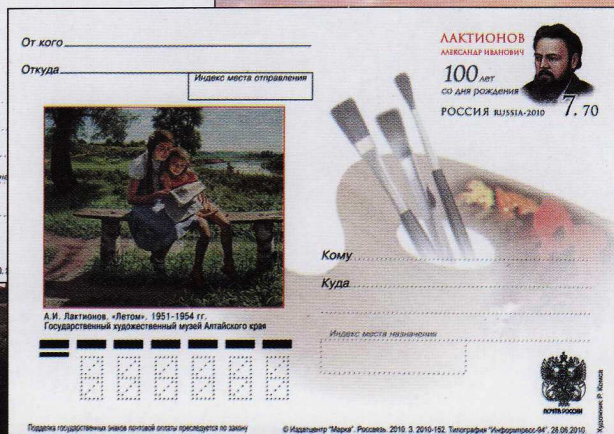 От кого
Откуда
Индекс места отправления
ЛАКТИОНОВ
АЛЕКСАНДР ИВАНОВИЧ
100 лет
со дня рождения
РОССИЯ RUSSIA-2010 7.70
А.И. Лактионов. «Летом». 1951-1954 гг.
Государственный художественный музей Алтайского края
Кому
Куда
Индекс места назначения
ПОЧТА РОССИИ
Художник Р. Комса
Подделка государственных знаков почтовой оплаты преследуется по закону
© Издатцентр "Марка". Россвязь. 2010. З. 2010-152. Типография "Информпресс-94". 28.06.2010.